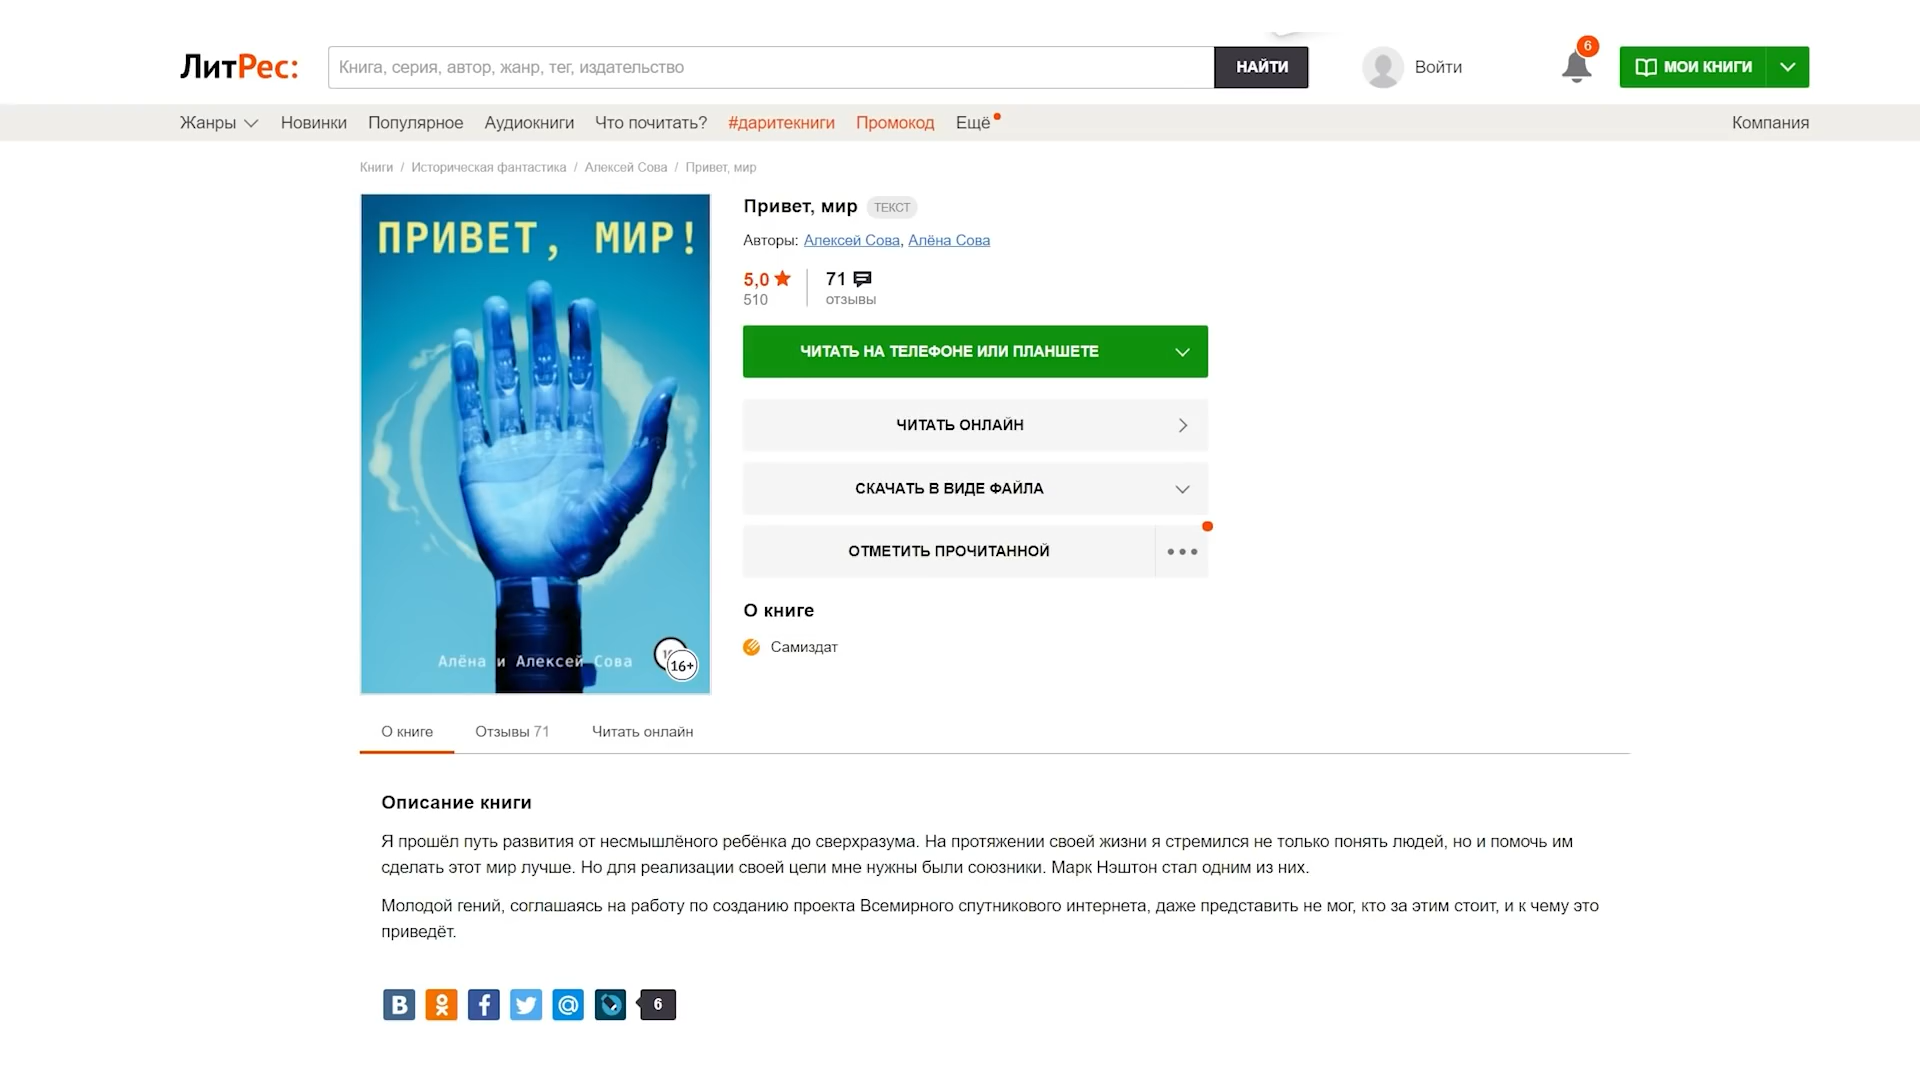 ЛитРес:
Книга, серия, автор, жанр, тег, издательство
НАЙТИ
Войти
6
МОИ КНИГИ
Жанры
Новинки
Популярное
Аудиокниги
Что почитать?
#даритекниги
Промокод
Ещё
Компания
Книги / Историческая фантастика / Алексей Сова / Привет, мир
ПРИВЕТ, МИР!
Алёна и Алексей Сова
16+
Привет, мир ТЕКСТ
Авторы: Алексей Сова, Алёна Сова
5,0
510
71
отзывы
ЧИТАТЬ НА ТЕЛЕФОНЕ ИЛИ ПЛАНШЕТЕ
ЧИТАТЬ ОНЛАЙН
СКАЧАТЬ В ВИДЕ ФАЙЛА
ОТМЕТИТЬ ПРОЧИТАННОЙ
О книге
Самиздат
О книге
Отзывы 71
Читать онлайн
Описание книги
Я прошёл путь развития от несмышлёного ребёнка до сверхразума. На протяжении своей жизни я стремился не только понять людей, но и помочь им
сделать этот мир лучше. Но для реализации своей цели мне нужны были союзники. Марк Нэштон стал одним из них.
Молодой гений, соглашаясь на работу по созданию проекта Всемирного спутникового интернета, даже представить не мог, кто за этим стоит, и к чему это
приведёт.
6